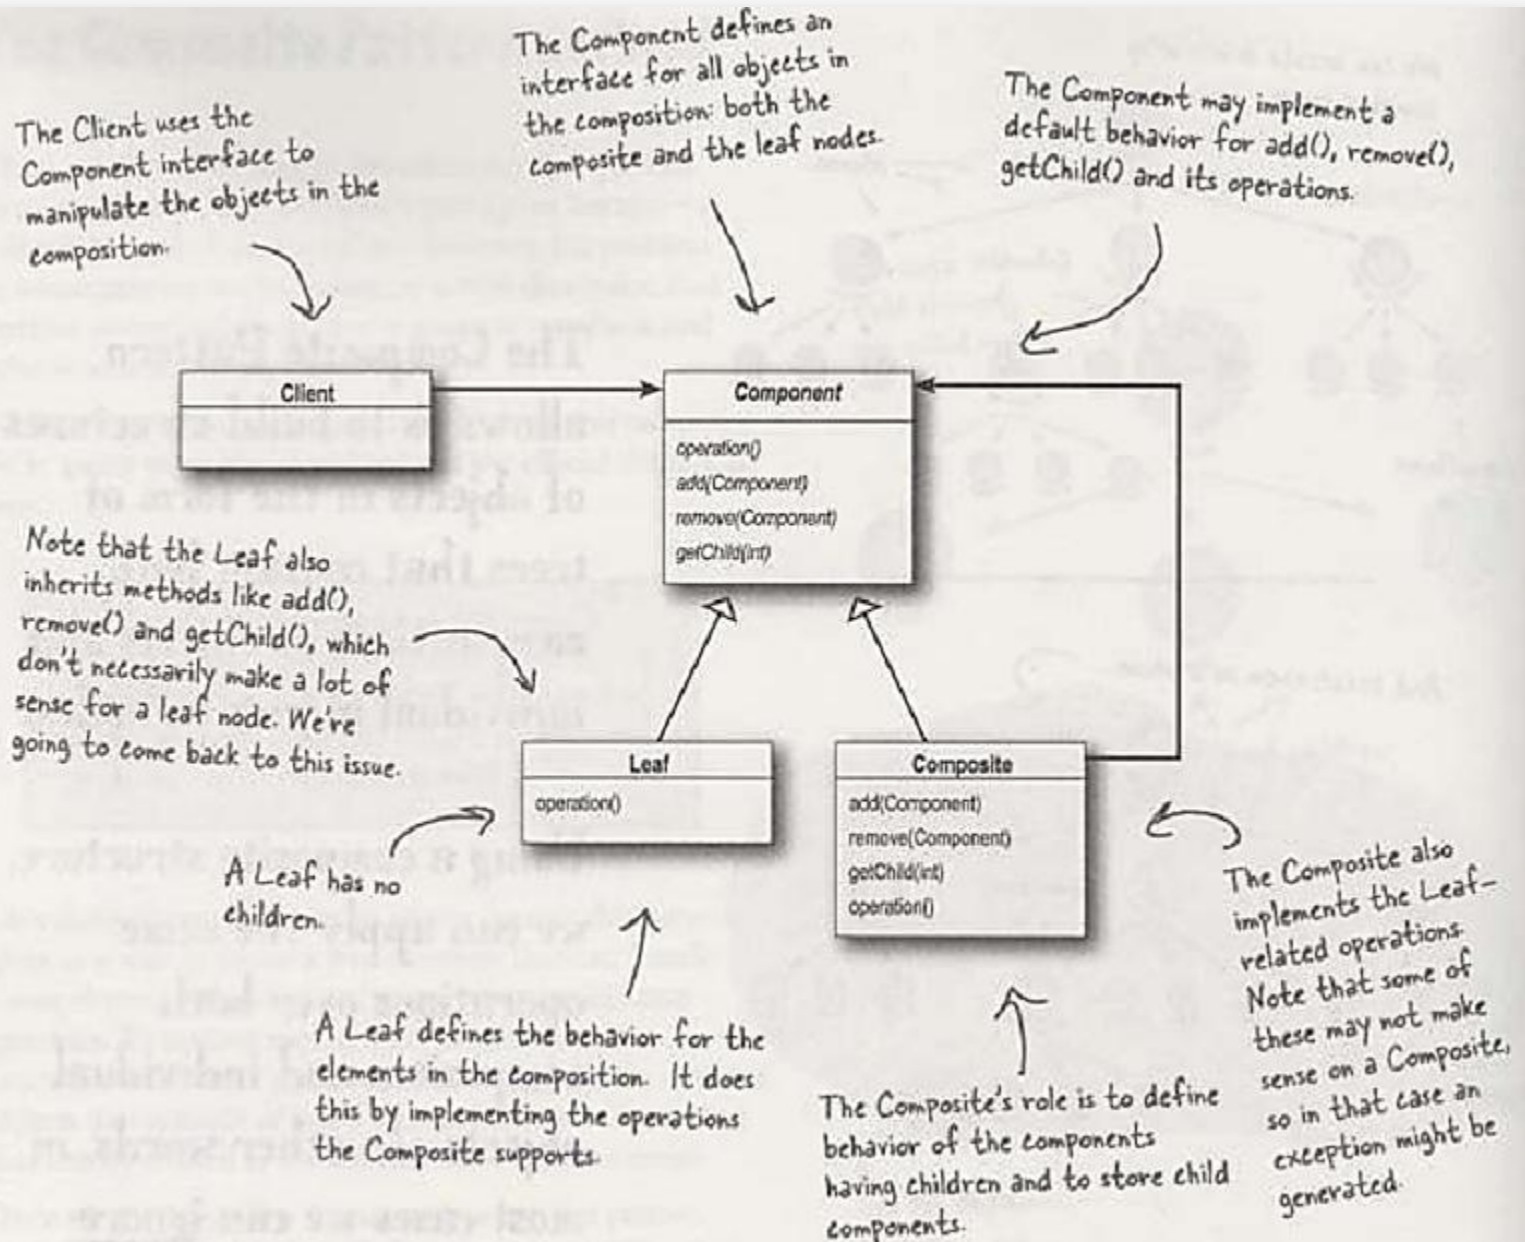 The Component defines an
interface for all objects in
the composition: both the
composite and the leaf nodes.
The Client uses the
Component interface to
manipulate the objects in the
composition.
The Component may implement a
default behavior for add(), remove(),
getChild() and its operations.
Client
Component
operation()
add(Component)
remove(Component)
getChild(int)
Note that the Leaf also
inherits methods like add(),
remove() and getChild(), which
don't necessarily make a lot of
sense for a leaf node. We're
going to come back to this issue.
Leaf
operation()
Composite
add(Component)
remove(Component)
getChild(int)
operation()
A Leaf has no
children.
The Composite also
implements the Leaf-
related operations.
Note that some of
these may not make
sense on a Composite,
so in that case an
exception might be
generated.
A Leaf defines the behavior for the
elements in the composition. It does
this by implementing the operations
the Composite supports.
The Composite's role is to define
behavior of the components
having children and to store child
components.